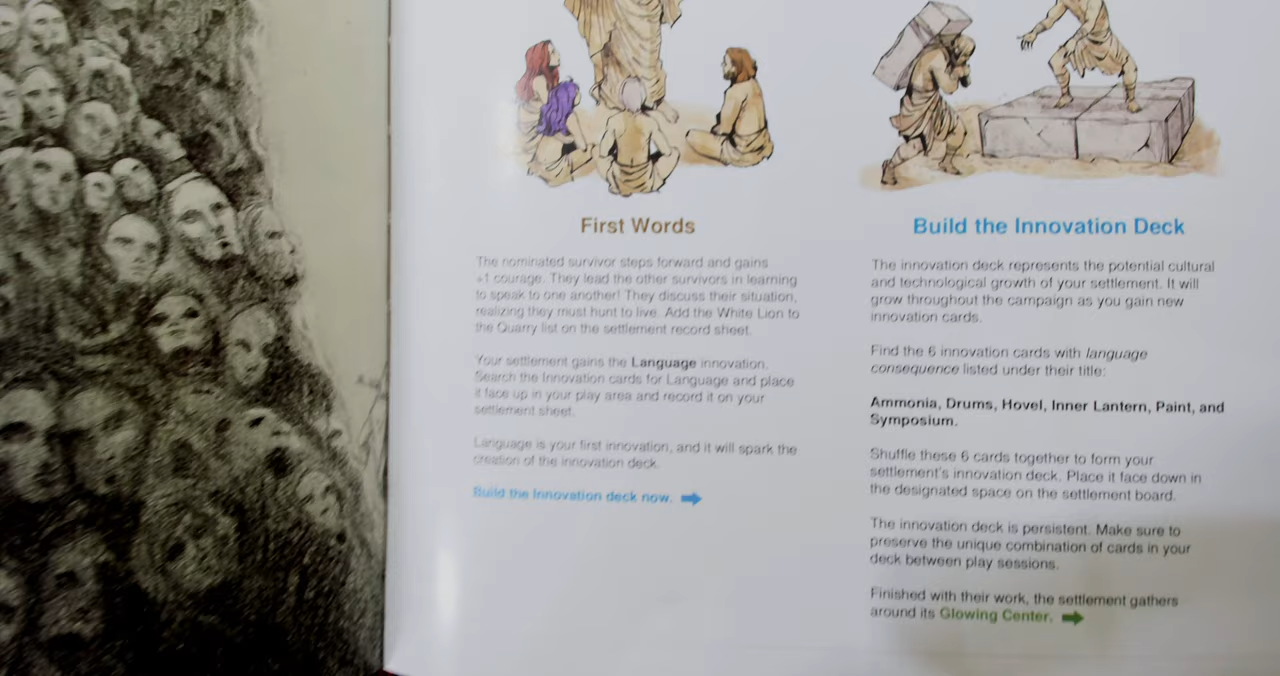 First Words
The nominated survivor steps forward and gains
+1 courage. They lead the other survivors in learning
to speak to one another! They discuss their situation,
realizing they must hunt to live. Add the White Lion to
the Quarry list on the settlement record sheet.
Your settlement gains the Language innovation.
Search the Innovation cards for Language and place
it face up in your play area and record it on your
settlement sheet.
Language is your first innovation, and it will spark the
creation of the innovation deck.
Build the Innovation deck now.
Build the Innovation Deck
The innovation deck represents the potential cultural
and technological growth of your settlement. It will
grow throughout the campaign as you gain new
innovation cards.
Find the 6 innovation cards with language
consequence listed under their title:
Ammonia, Drums, Hovel, Inner Lantern, Paint, and
Symposium.
Shuffle these 6 cards together to form your
settlement's innovation deck. Place it face down in
the designated space on the settlement board.
The innovation deck is persistent. Make sure to
preserve the unique combination of cards in your
deck between play sessions.
Finished with their work, the settlement gathers
around its Glowing Center.